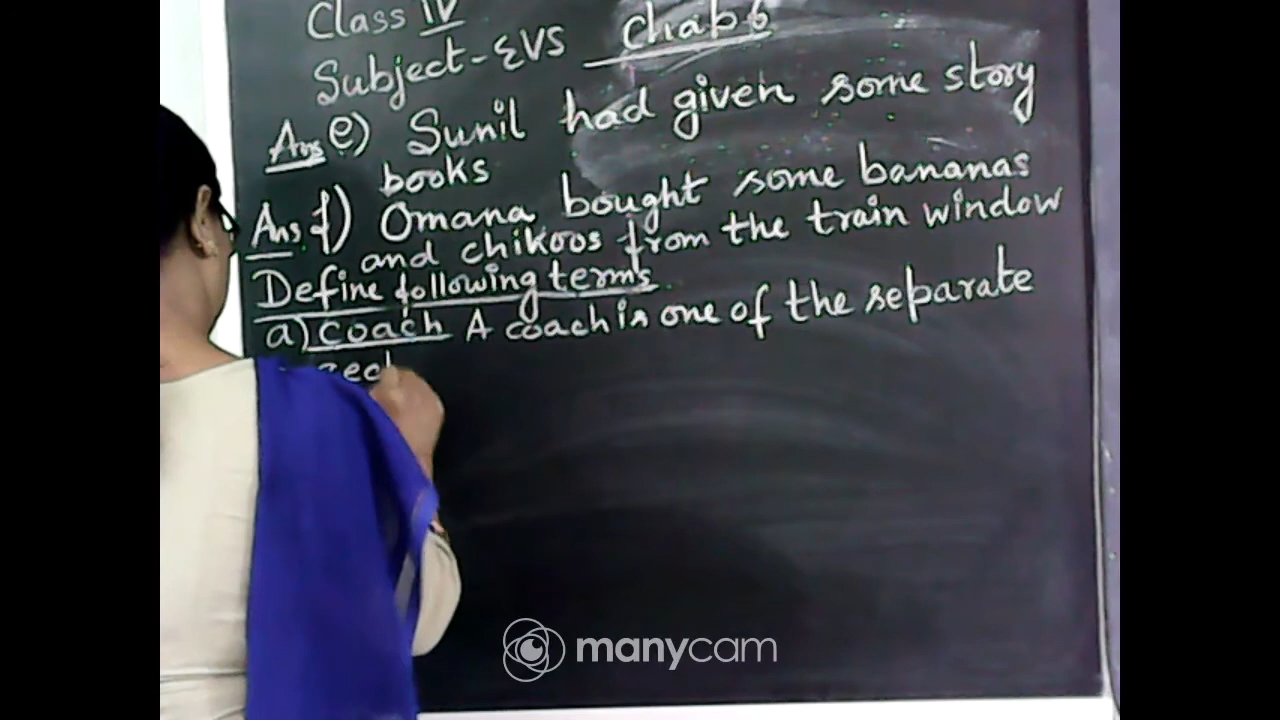 Class IV
Subject - EVS Chab 6
Ans e) Sunil had given some story
books
Ans f) Omana bought some bananas
and chikoos from the train window
Define following terms.
a) coach A coach is one of the separate
manycam